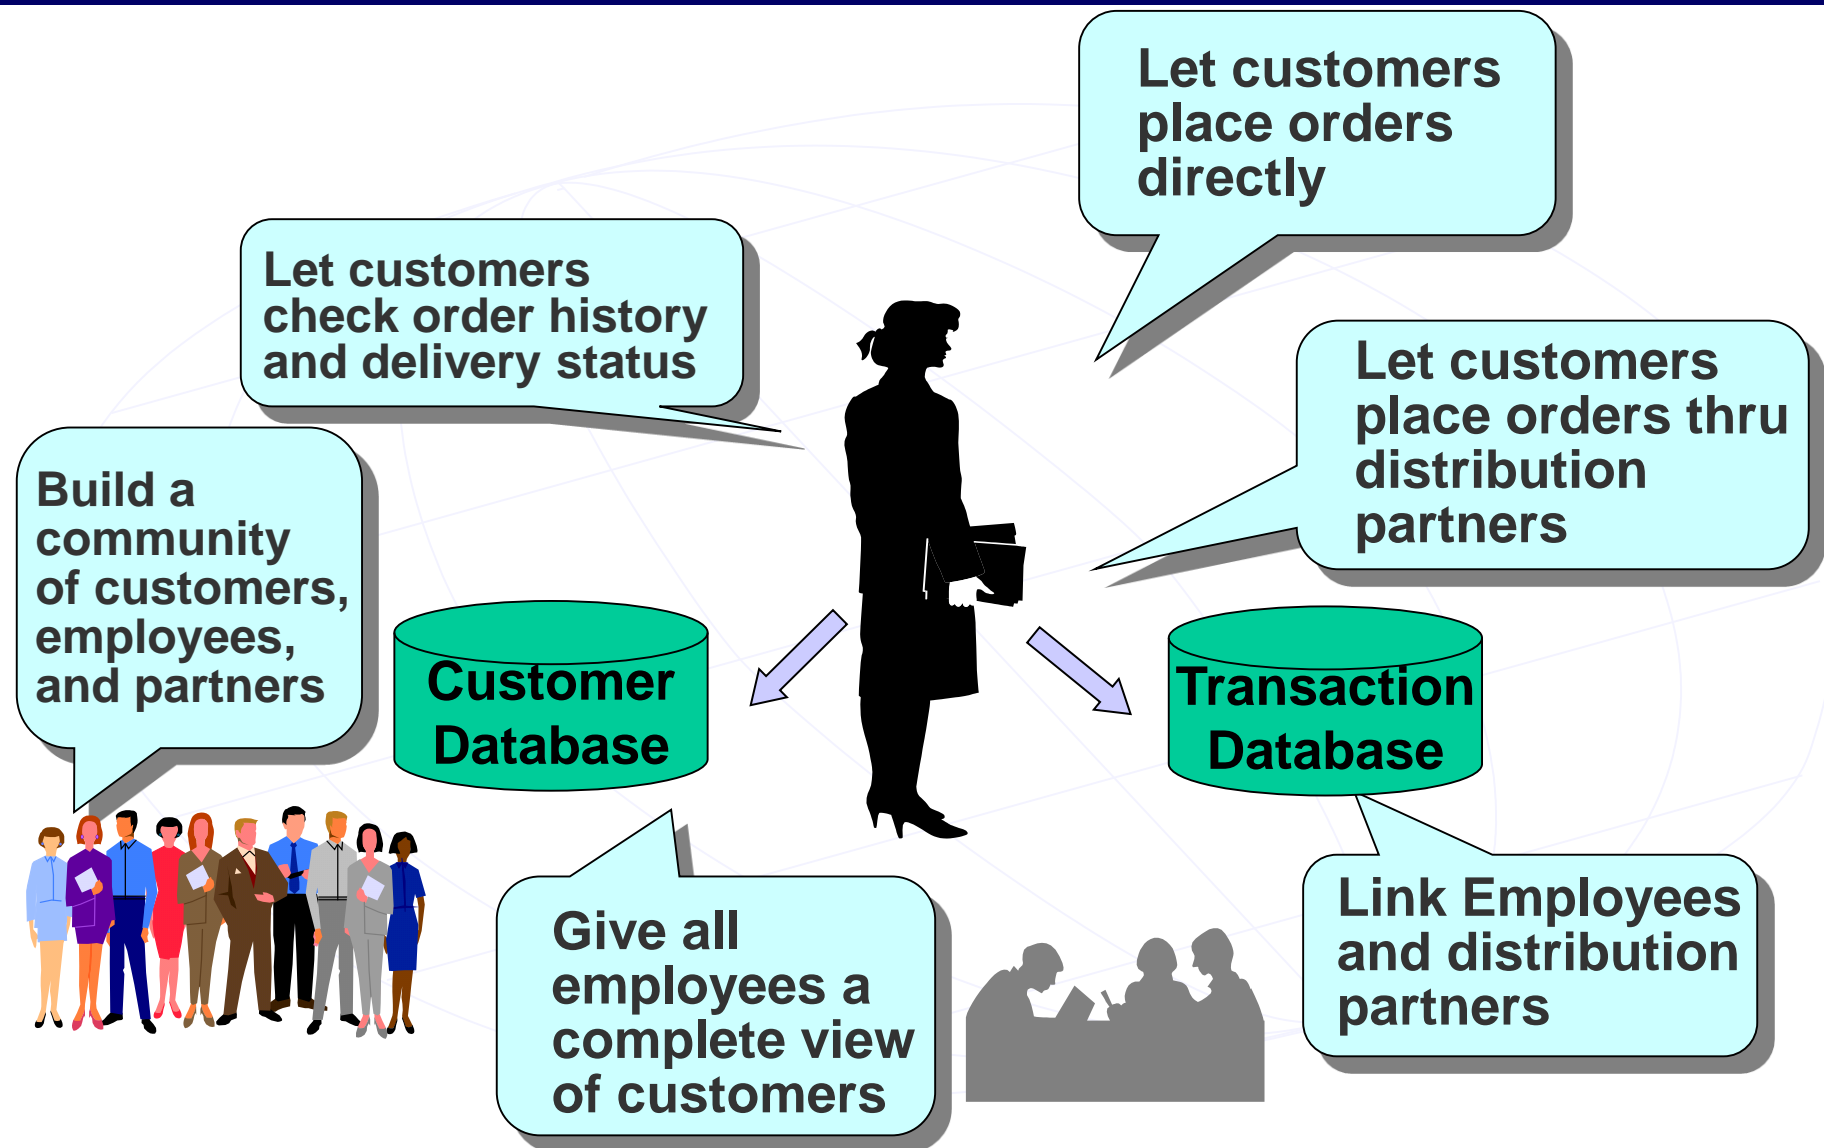 Let customers
place orders
directly
Let customers
check order history
and delivery status
Let customers
place orders thru
distribution
partners
Build a
community
of customers,
employees,
and partners
Customer
Database
Transaction
Database
Give all
employees a
complete view
of customers
Link Employees
and distribution
partners